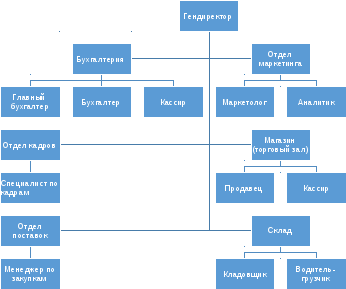 Гендиректор
Бухгалтерия
Отдел
маркетинга
Главный
бухгалтер
Бухгалтер
Кассир
Маркетолог
Аналитик
Отдел кадров
Магазин
(торговый зал)
Специалист по
кадрам
Продавец
Кассир
Отдел
поставок
Склад
Менеджер по
закупкам
Кладовщик
Водитель-
грузчик